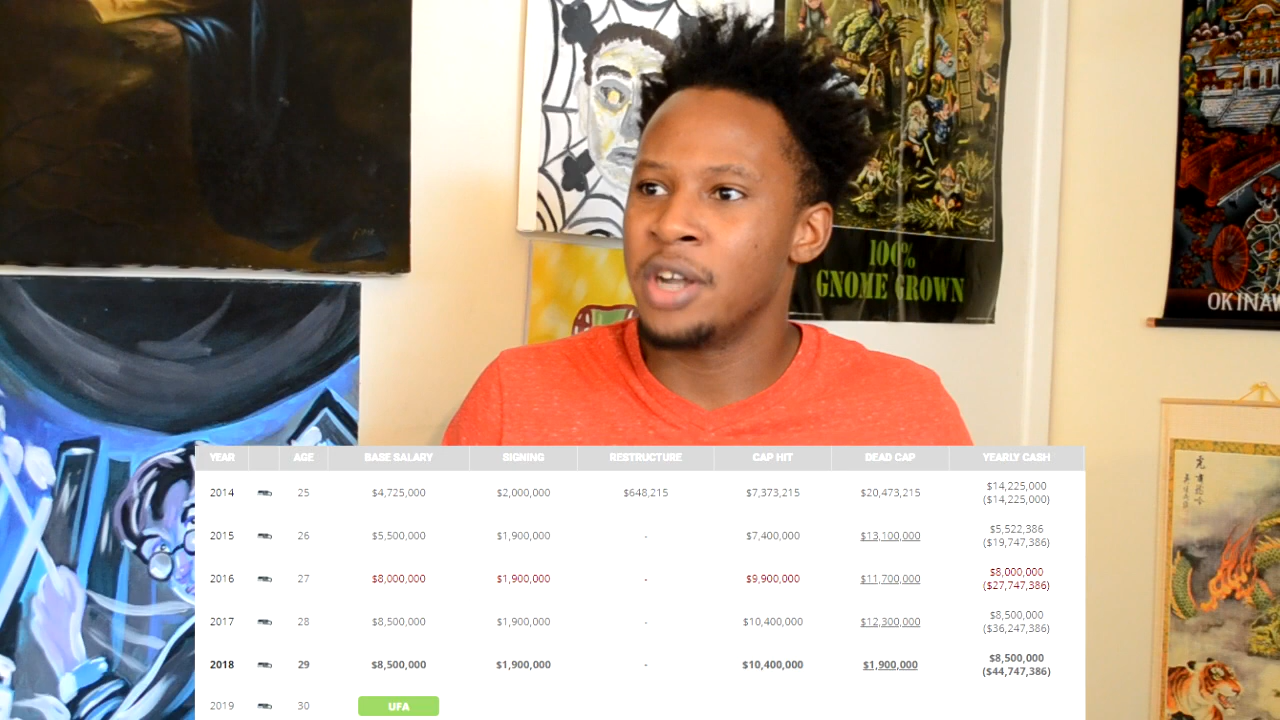 100%
GNOME GROWN
OKINAW
YEAR AGE BASE SALARY SIGNING RESTRUCTURE CAP HIT DEAD CAP YEARLY CASH
2014 25 $4,725,000 $2,000,000 $648,215 $7,373,215 $20,473,215 $14,225,000
($14,225,000)
2015 26 $5,500,000 $1,900,000 - $7,400,000 $13,100,000 $5,522,386
($19,747,386)
2016 27 $8,000,000 $1,900,000 - $9,900,000 $11,700,000 $8,000,000
($27,747,386)
2017 28 $8,500,000 $1,900,000 - $10,400,000 $12,300,000 $8,500,000
($36,247,386)
2018 29 $8,500,000 $1,900,000 - $10,400,000 $1,900,000 $8,500,000
($44,747,386)
2019 30 UFA